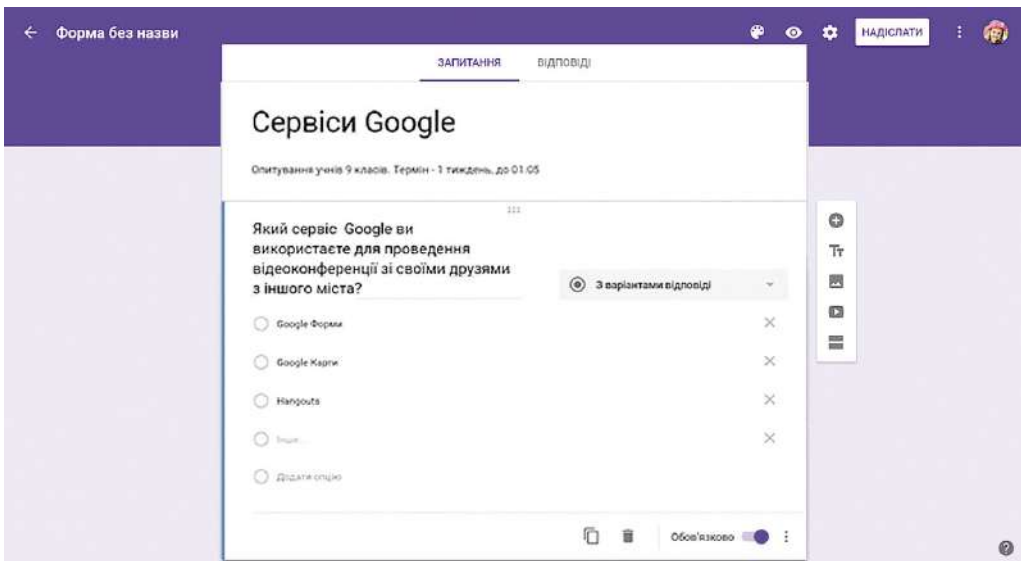 Форма без назви
НАДІСЛАТИ
ЗАПИТАННЯ ВІДПОВІДІ
Сервіси Google
Опитування учнів 9 класів. Термін - 1 тиждень, до 01.05
Який сервіс Google ви
використаєте для проведення
відеоконференції зі своїми друзями
з іншого міста?
З варіантами відповіді
Google Форми
Google Карти
Hangouts
Інше...
Додати опцію
Обов'язково